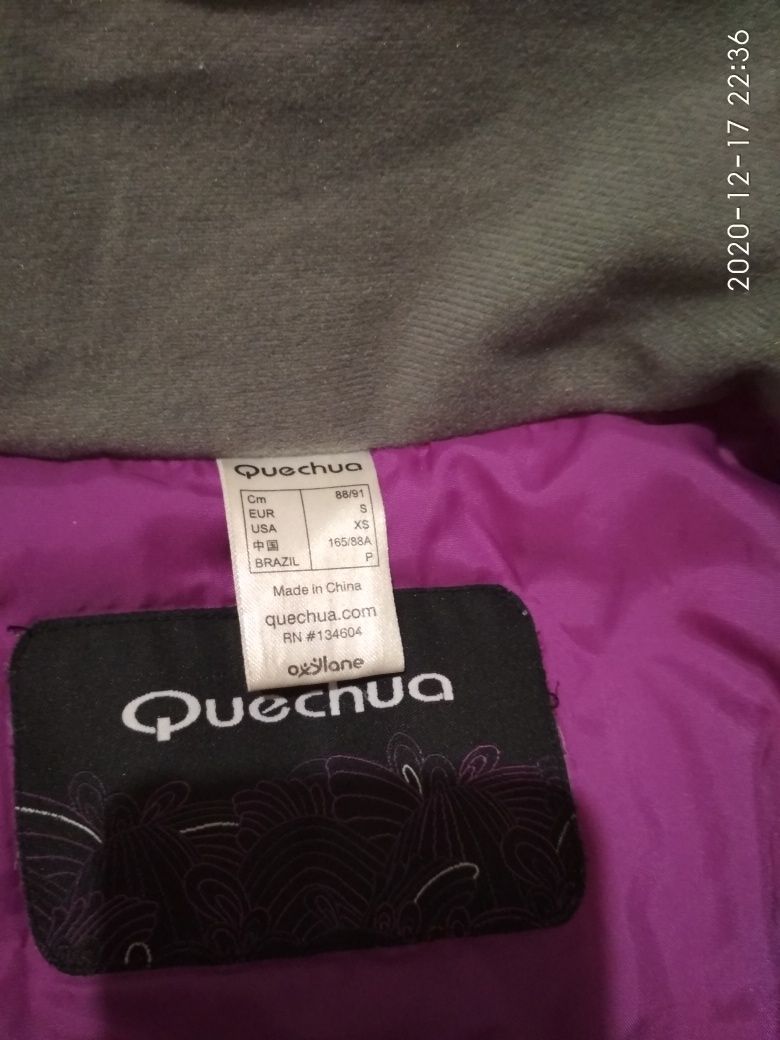 2020-12-17 22:36
Quechua
Cm 88/91
EUR S
USA XS
中国 165/88A
BRAZIL P
Made in China
quechua.com
RN #134604
oxylane
Quechua